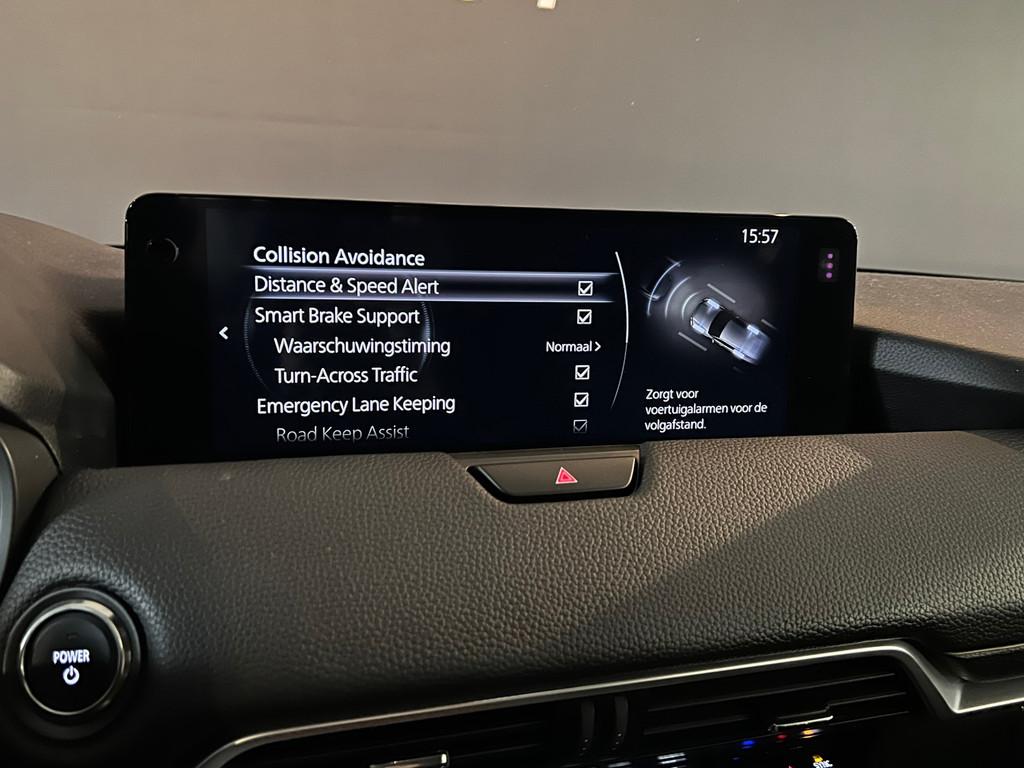 15:57
Collision Avoidance
Distance & Speed Alert
Smart Brake Support
Waarschuwingstiming Normaal >
Turn-Across Traffic
Emergency Lane Keeping
Road Keep Assist
Zorgt voor
voertuigalarmen voor de
volgafstand.
POWER
SYNC